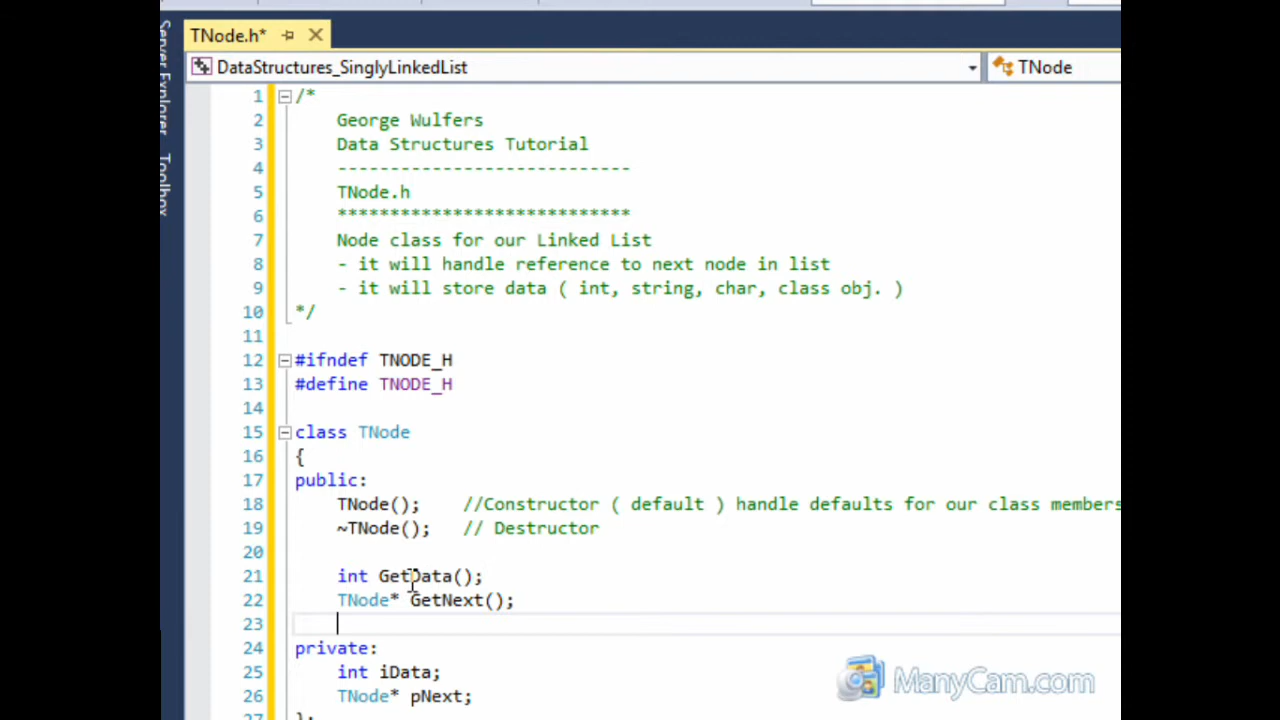 TNode.h*
DataStructures_SinglyLinkedList
TNode
Server Explorer
Toolbox
1 /*
2 George Wulfers
3 Data Structures Tutorial
4 ----------------------------
5 TNode.h
6 ****************************
7 Node class for our Linked List
8 - it will handle reference to next node in list
9 - it will store data ( int, string, char, class obj. )
10 */
11
12 #ifndef TNODE_H
13 #define TNODE_H
14
15 class TNode
16 {
17 public:
18 TNode(); //Constructor ( default ) handle defaults for our class members
19 ~TNode(); // Destructor
20
21 int GetData();
22 TNode* GetNext();
23
24 private:
25 int iData;
26 TNode* pNext;
27 };
ManyCam.com